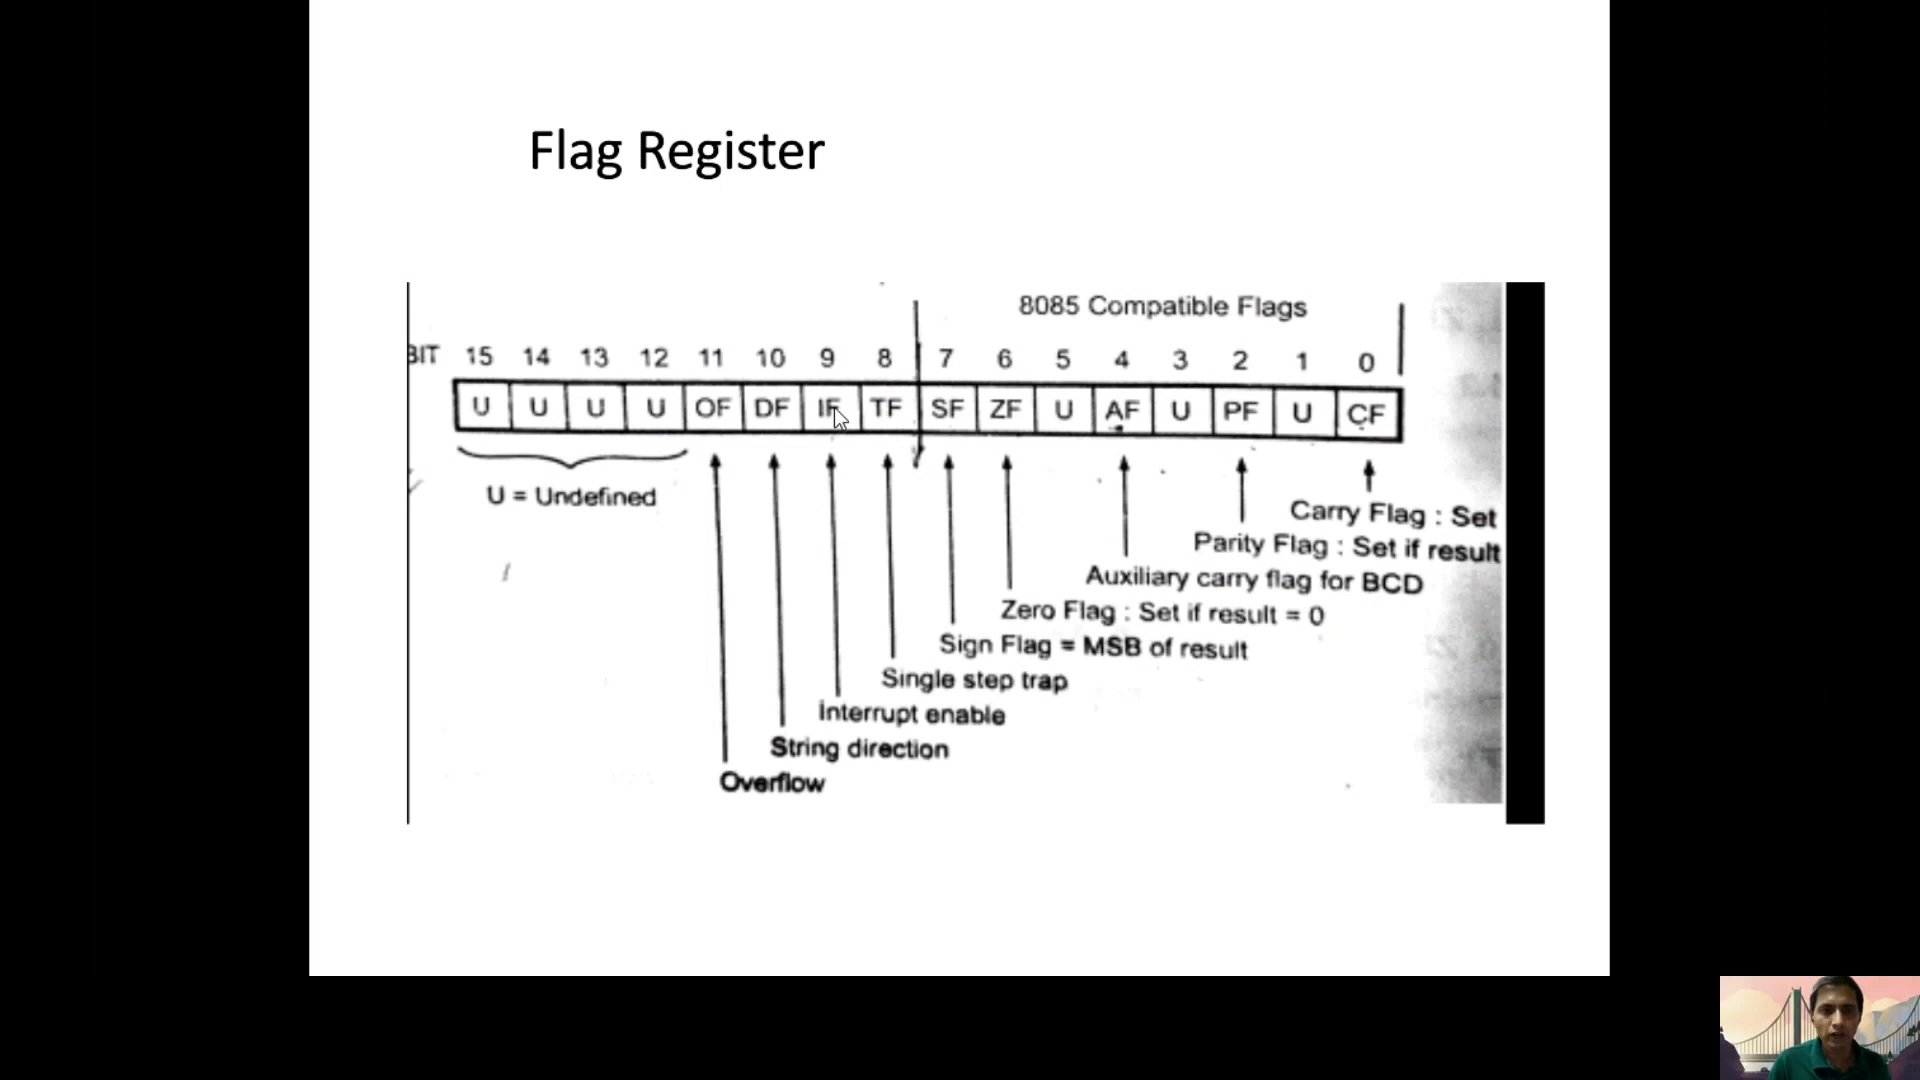 Flag Register
8085 Compatible Flags
BIT 15 14 13 12 11 10 9 8 7 6 5 4 3 2 1 0
U U U U OF DF IF TF SF ZF U AF U PF U CF
U = Undefined
Carry Flag : Set
Parity Flag : Set if result
Auxiliary carry flag for BCD
Zero Flag : Set if result = 0
Sign Flag = MSB of result
Single step trap
Interrupt enable
String direction
Overflow